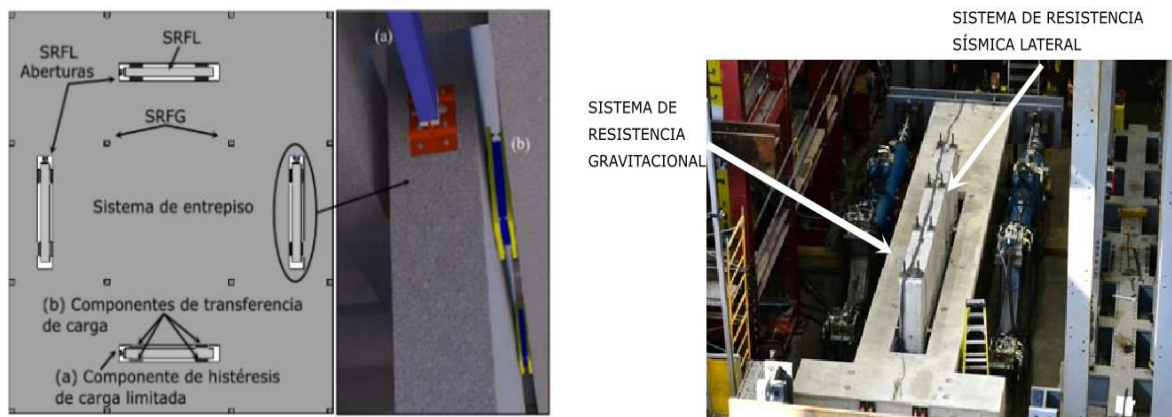 SRFL
Aberturas
SRFL
SRFG
Sistema de entrepiso
(b) Componentes de transferencia
de carga
(a) Componente de histéresis
de carga limitada
(a)
(b)
SISTEMA DE
RESISTENCIA
GRAVITACIONAL
SISTEMA DE RESISTENCIA
SÍSMICA LATERAL